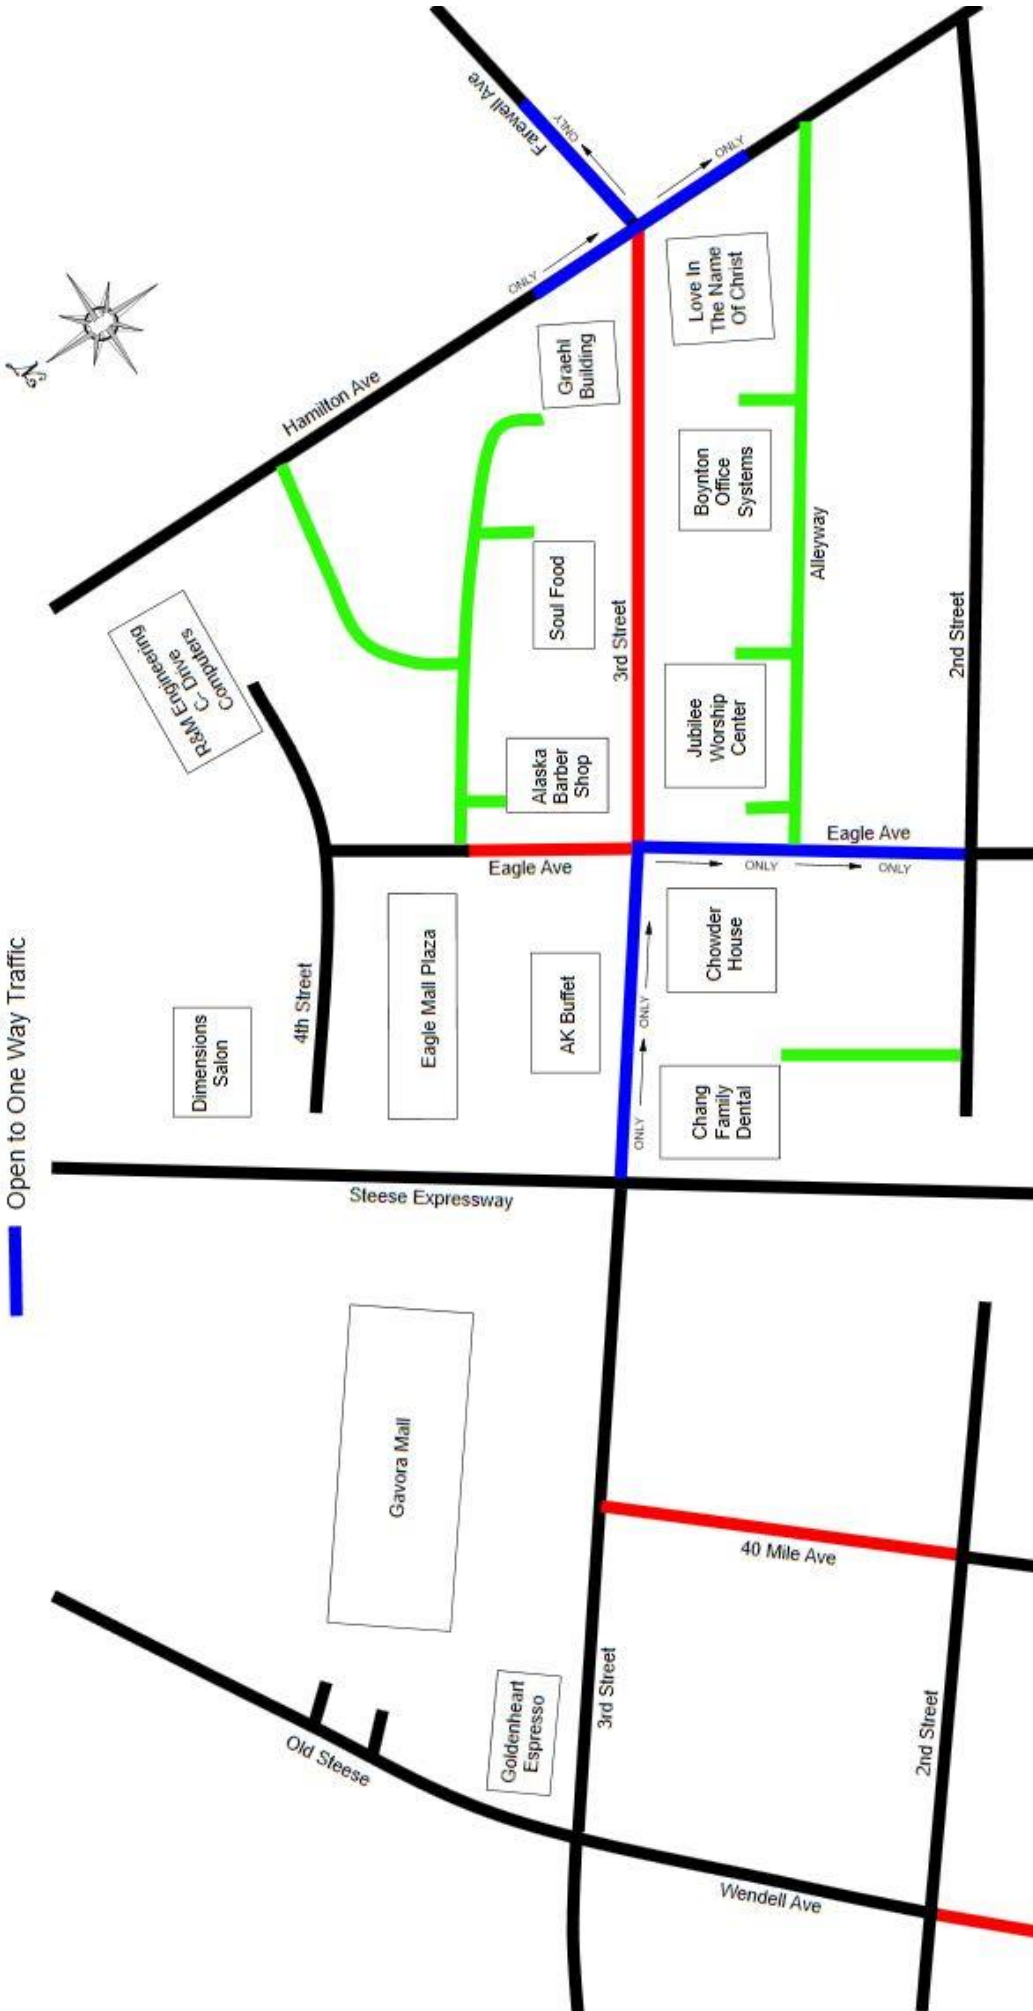 Farewell Ave
ONLY
ONLY
ONLY
N
Hamilton Ave
Love In
The Name
Of Christ
Graehl
Building
Boynton
Office
Systems
Alleyway
Soul Food
3rd Street
2nd Street
R&M Engineering
C- Drive
Computers
Jubilee
Worship
Center
Alaska
Barber
Shop
Eagle Ave
Eagle Ave
ONLY
ONLY
Chowder
House
Eagle Mall Plaza
AK Buffet
ONLY
4th Street
Dimensions
Salon
Chang
Family
Dental
ONLY
Open to One Way Traffic
Steese Expressway
Gavora Mall
40 Mile Ave
3rd Street
Goldenheart
Espresso
2nd Street
Old Steese
Wendell Ave